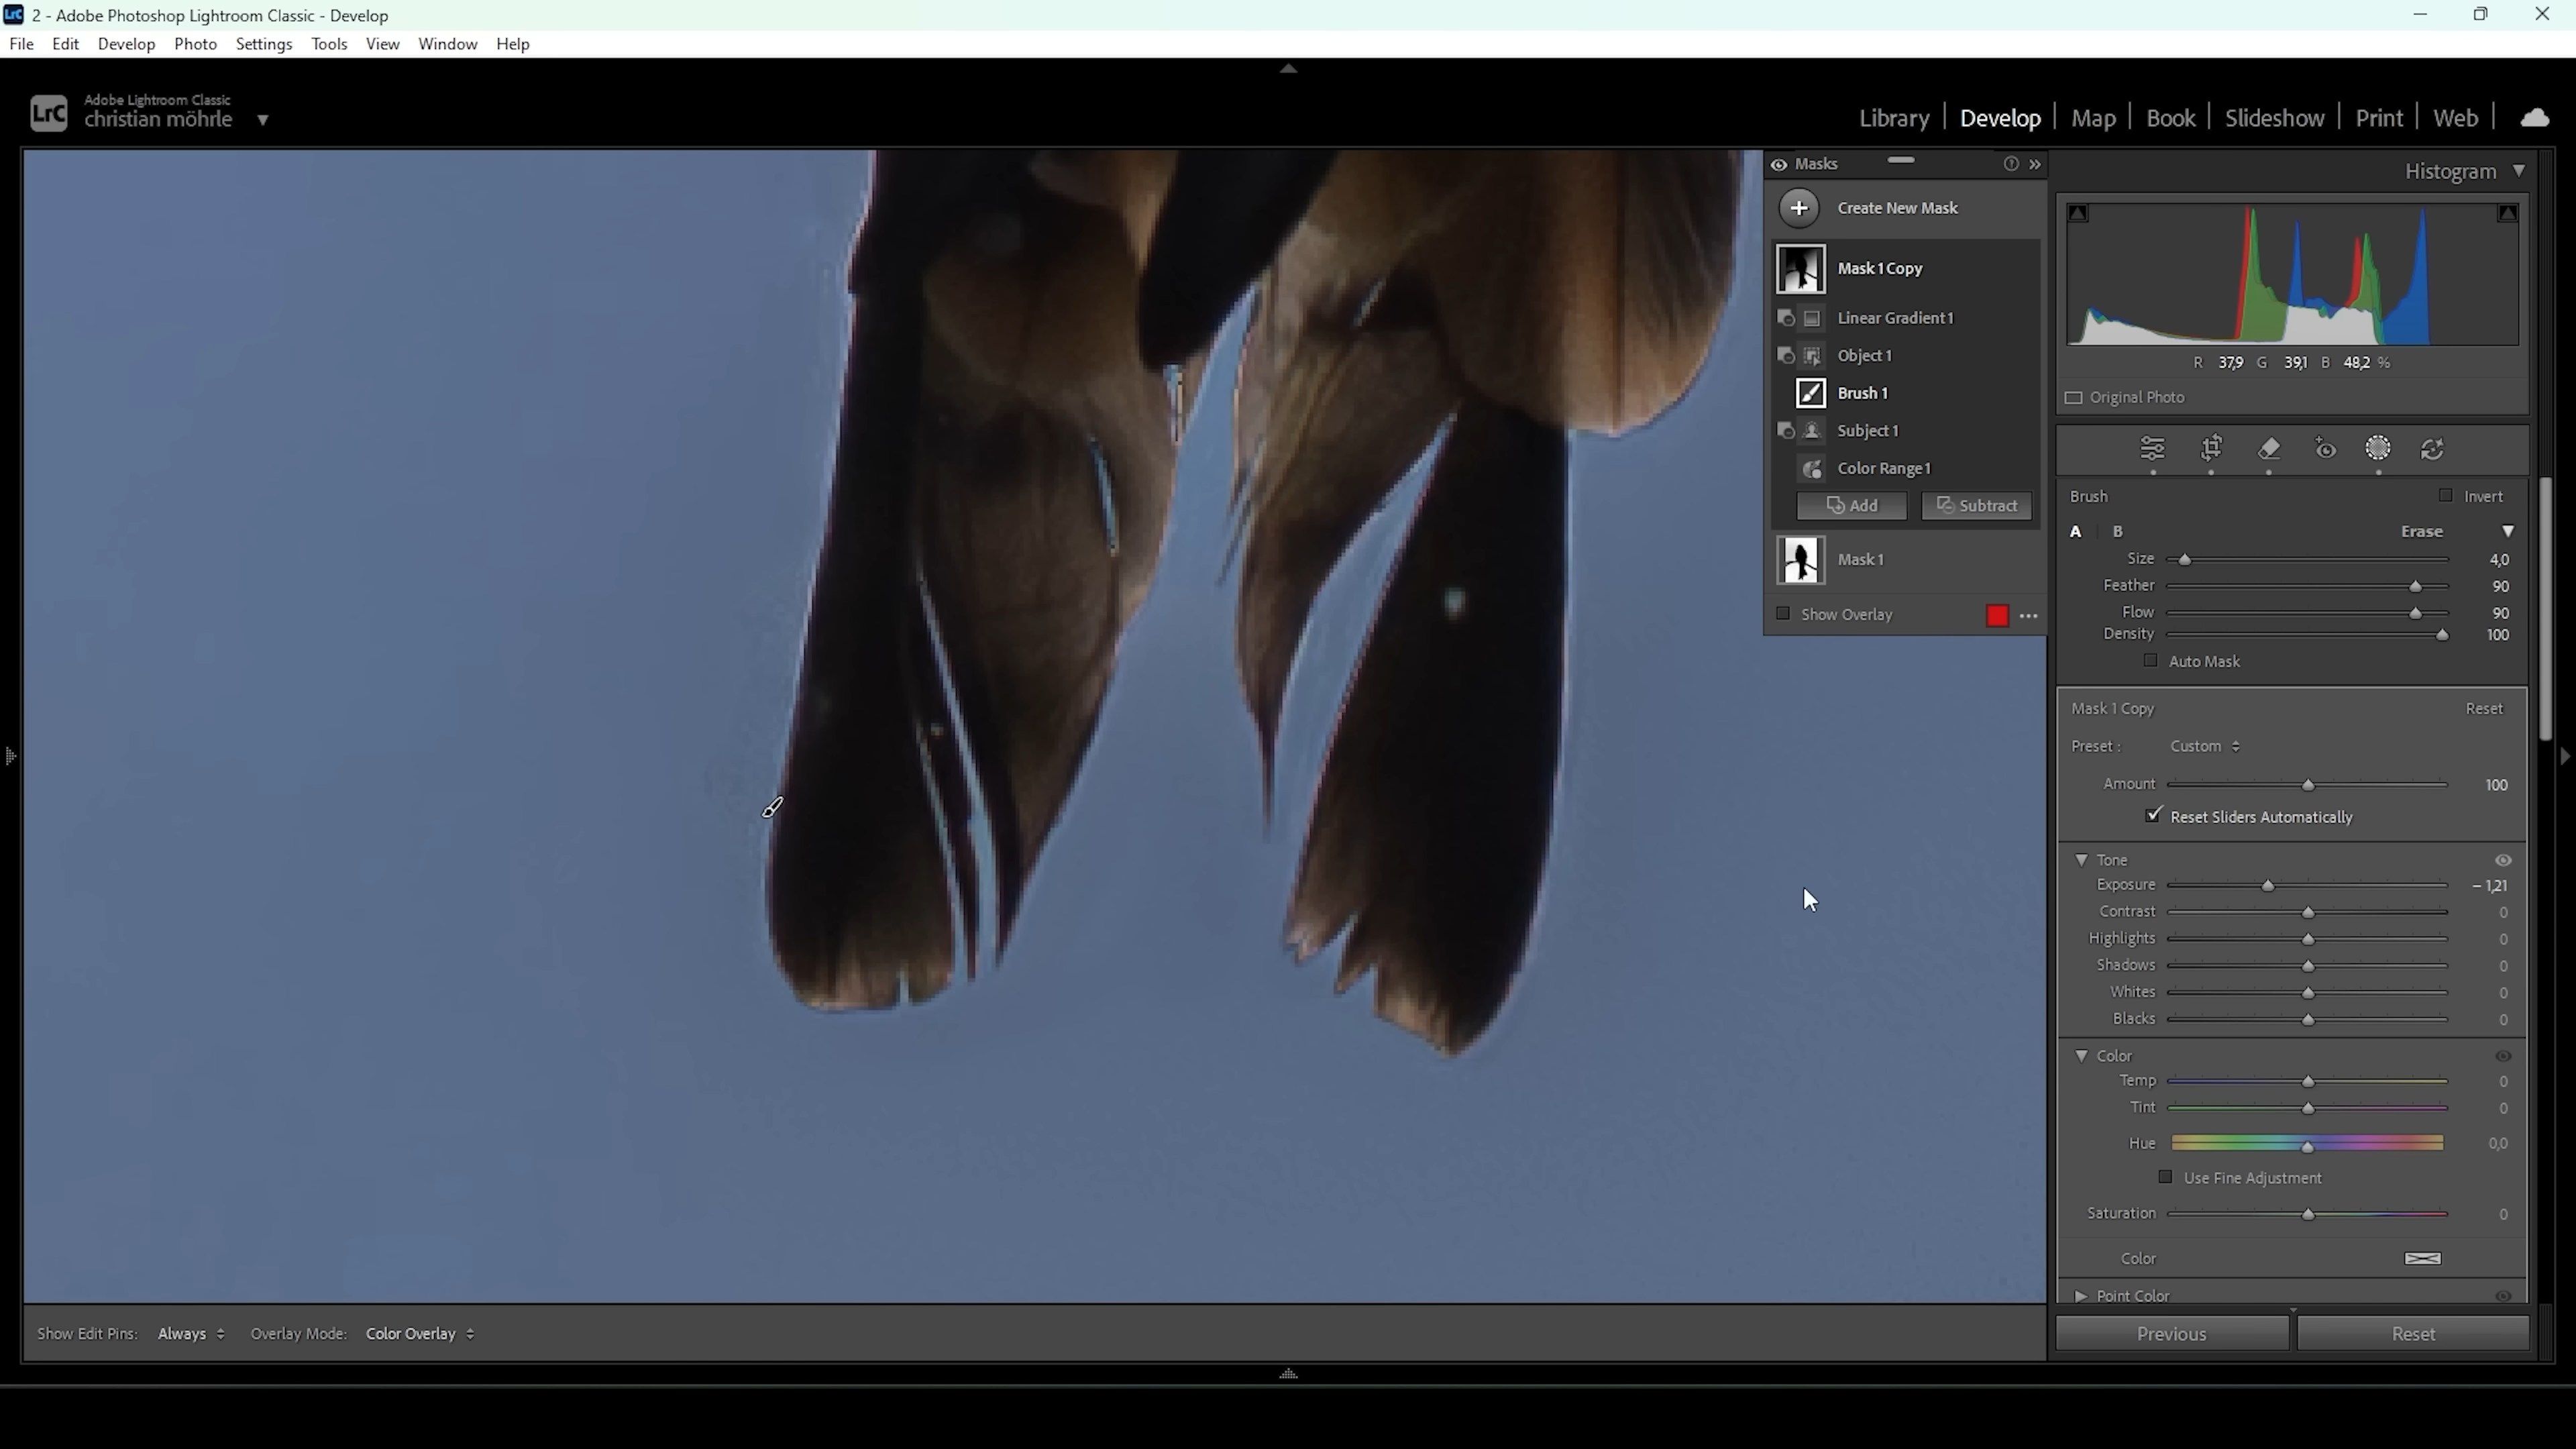 LrC 2 - Adobe Photoshop Lightroom Classic - Develop
File Edit Develop Photo Settings Tools View Window Help
LrC Adobe Lightroom Classic
christian möhrle
Library | Develop | Map | Book | Slideshow | Print | Web |
Masks
Create New Mask
Mask 1 Copy
Linear Gradient 1
Object 1
Brush 1
Subject 1
Color Range 1
Add Subtract
Mask 1
Show Overlay
Histogram
R 37,9 G 39,1 B 48,2 %
Original Photo
Brush Invert
A B Erase
Size 4,0
Feather 90
Flow 90
Density 100
Auto Mask
Mask 1 Copy Reset
Preset : Custom
Amount 100
Reset Sliders Automatically
Tone
Exposure – 1,21
Contrast 0
Highlights 0
Shadows 0
Whites 0
Blacks 0
Color
Temp 0
Tint 0
Hue 0,0
Use Fine Adjustment
Saturation 0
Color
Point Color
Show Edit Pins: Always Overlay Mode: Color Overlay
Previous Reset